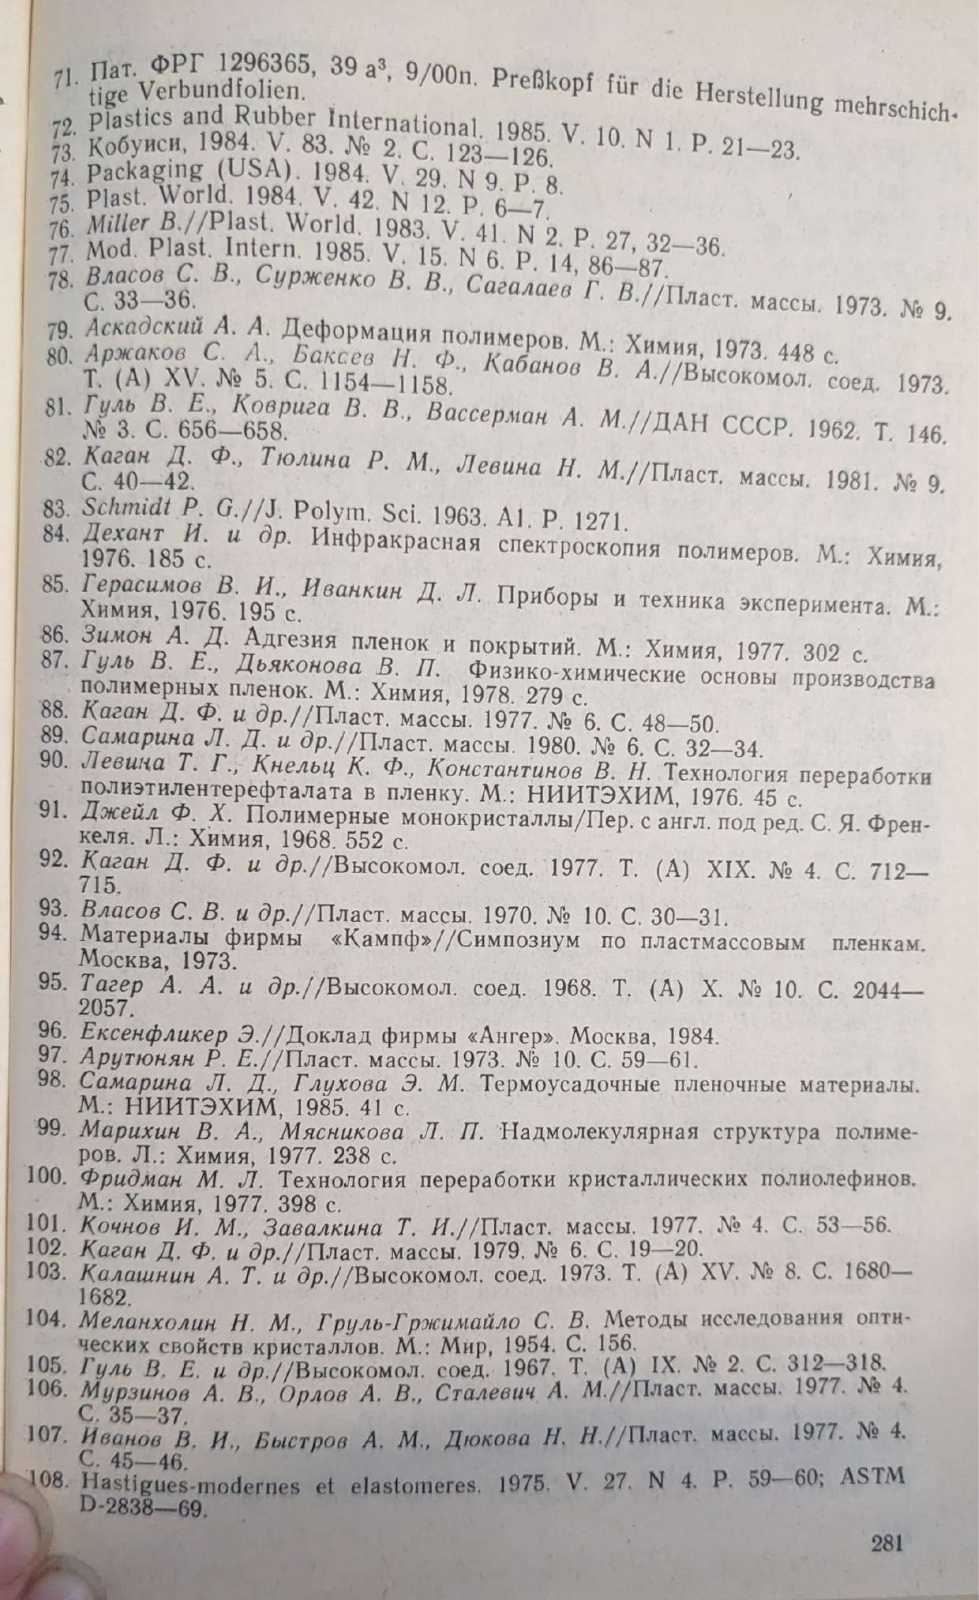 71. Пат. ФРГ 1296365, 39 а³, 9/00n. Preßkopf für die Herstellung mehrschich-
tige Verbundfolien.
72. Plastics and Rubber International. 1985. V. 10. N 1. P. 21—23.
73. Кобунси, 1984. V. 83. № 2. С. 123—126.
74. Packaging (USA). 1984. V. 29. N 9. P. 8.
75. Plast. World. 1984. V. 42. N 12. P. 6—7.
76. Miller B.//Plast. World. 1983. V. 41. N 2. P. 27, 32—36.
77. Mod. Plast. Intern. 1985. V. 15. N 6. P. 14, 86—87.
78. Власов С. В., Сурженко В. В., Сагалаев Г. В.//Пласт. массы. 1973. № 9.
С. 33—36.
79. Аскадский А. А. Деформация полимеров. М.: Химия, 1973. 448 с.
80. Аржаков С. А., Баксев Н. Ф., Кабанов В. А.//Высокомол. соед. 1973.
Т. (А) XV. № 5. С. 1154—1158.
81. Гуль В. Е., Коврига В. В., Вассерман А. М.//ДАН СССР. 1962. Т. 146.
№ 3. С. 656—658.
82. Каган Д. Ф., Тюлина Р. М., Левина Н. М.//Пласт. массы. 1981. № 9.
С. 40—42.
83. Schmidt P. G.//J. Polym. Sci. 1963. A1. P. 1271.
84. Дехант И. и др. Инфракрасная спектроскопия полимеров. М.: Химия,
1976. 185 с.
85. Герасимов В. И., Иванкин Д. Л. Приборы и техника эксперимента. М.:
Химия, 1976. 195 с.
86. Зимон А. Д. Адгезия пленок и покрытий. М.: Химия, 1977. 302 с.
87. Гуль В. Е., Дьяконова В. П. Физико-химические основы производства
полимерных пленок. М.: Химия, 1978. 279 с.
88. Каган Д. Ф. и др.//Пласт. массы. 1977. № 6. С. 48—50.
89. Самарина Л. Д. и др.//Пласт. массы. 1980. № 6. С. 32—34.
90. Левина Т. Г., Кнельц К. Ф., Константинов В. Н. Технология переработки
полиэтилентерефталата в пленку. М.: НИИТЭХИМ, 1976. 45 с.
91. Джейл Ф. Х. Полимерные монокристаллы/Пер. с англ. под ред. С. Я. Френ-
келя. Л.: Химия, 1968. 552 с.
92. Каган Д. Ф. и др.//Высокомол. соед. 1977. Т. (А) XIX. № 4. С. 712—
715.
93. Власов С. В. и др.//Пласт. массы. 1970. № 10. С. 30—31.
94. Материалы фирмы «Кампф»//Симпозиум по пластмассовым пленкам.
Москва, 1973.
95. Тагер А. А. и др.//Высокомол. соед. 1968. Т. (А) X. № 10. С. 2044—
2057.
96. Ексенфликер Э.//Доклад фирмы «Ангер». Москва, 1984.
97. Арутюнян Р. Е.//Пласт. массы. 1973. № 10. С. 59—61.
98. Самарина Л. Д., Глухова Э. М. Термоусадочные пленочные материалы.
М.: НИИТЭХИМ, 1985. 41 с.
99. Марихин В. А., Мясникова Л. П. Надмолекулярная структура полиме-
ров. Л.: Химия, 1977. 238 с.
100. Фридман М. Л. Технология переработки кристаллических полиолефинов.
М.: Химия, 1977. 398 с.
101. Кочнов И. М., Завалкина Т. И.//Пласт. массы. 1977. № 4. С. 53—56.
102. Каган Д. Ф. и др.//Пласт. массы. 1979. № 6. С. 19—20.
103. Калашнин А. Т. и др.//Высокомол. соед. 1973. Т. (А) XV. № 8. С. 1680—
1682.
104. Меланхолин Н. М., Груль-Гржимайло С. В. Методы исследования опти-
ческих свойств кристаллов. М.: Мир, 1954. С. 156.
105. Гуль В. Е. и др.//Высокомол. соед. 1967. Т. (А) IX. № 2. С. 312—318.
106. Мурзинов А. В., Орлов А. В., Сталевич А. М.//Пласт. массы. 1977. № 4.
С. 35—37.
107. Иванов В. И., Быстров А. М., Дюкова Н. Н.//Пласт. массы. 1977. № 4.
С. 45—46.
108. Hastigues-modernes et elastomeres. 1975. V. 27. N 4. P. 59—60; ASTM
D-2838—69.
281